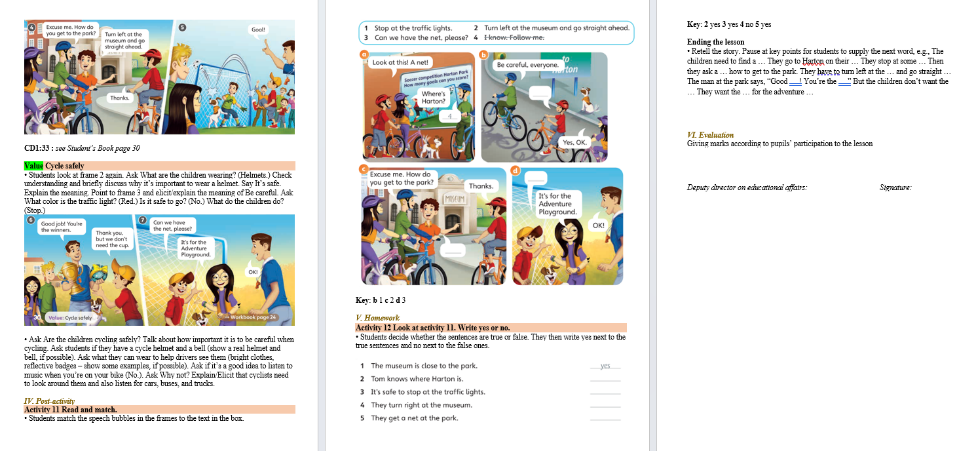 4
Excuse me. How do
you get to the park?
Turn left at the
museum and go
straight ahead.
Thanks.
5
Goal!
CD1:33 : see Student's Book page 30
Value Cycle safely
• Students look at frame 2 again. Ask What are the children wearing? (Helmets.) Check
understanding and briefly discuss why it's important to wear a helmet. Say It's safe.
Explain the meaning. Point to frame 3 and elicit/explain the meaning of Be careful. Ask
What color is the traffic light? (Red.) Is it safe to go? (No.) What do the children do?
(Stop.)
6
Good job! You're the
winners.
Thank you,
but we don't
need the cup.
7
Can we have
the net, please?
It's for the
Adventure
Playground.
OK!
Value: Cycle safely
Workbook page 26
• Ask Are the children cycling safely? Talk about how important it is to be careful when
cycling. Ask students if they have a cycle helmet and a bell (show a real helmet and
bell, if possible). Ask what they can wear to help drivers see them (bright clothes,
reflective badges – show some examples, if possible). Ask if it's a good idea to listen to
music when you're on your bike (No.). Ask Why not? Explain/Elicit that cyclists need
to look around them and also listen for cars, buses, and trucks.
IV. Post-activity
Activity 11 Read and match.
• Students match the speech bubbles in the frames to the text in the box.
1 Stop at the traffic lights. 2 Turn left at the museum and go straight ahead.
3 Can we have the net, please? 4 I know. Follow me.
a
Look at this! A net!
Soccer competition Horton Park
How many goals can you score?
Where's
Horton?
4
b
to
Horton
Be careful, everyone.
Yes, OK.
c
Excuse me. How do
you get to the park?
Thanks.
MUSEUM
d
It's for the
Adventure
Playground.
OK!
Key: b 1 c 2 d 3
V. Homework
Activity 12 Look at activity 11. Write yes or no.
• Students decide whether the sentences are true or false. They then write yes next to the
true sentences and no next to the false ones.
1 The museum is close to the park. yes
2 Tom knows where Harton is.
3 It's safe to stop at the traffic lights.
4 They turn right at the museum.
5 They get a net at the park.
Key: 2 yes 3 yes 4 no 5 yes
Ending the lesson
• Retell the story. Pause at key points for students to supply the next word, e.g., The
children need to find a … They go to Harton on their … They stop at some … Then
they ask a … how to get to the park. They have to turn left at the … and go straight …
The man at the park says, "Good ___! You're the ___!" But the children don't want the
… They want the … for the adventure …
VI. Evaluation
Giving marks according to pupils' participation to the lesson
Deputy director on educational affairs: Signature: